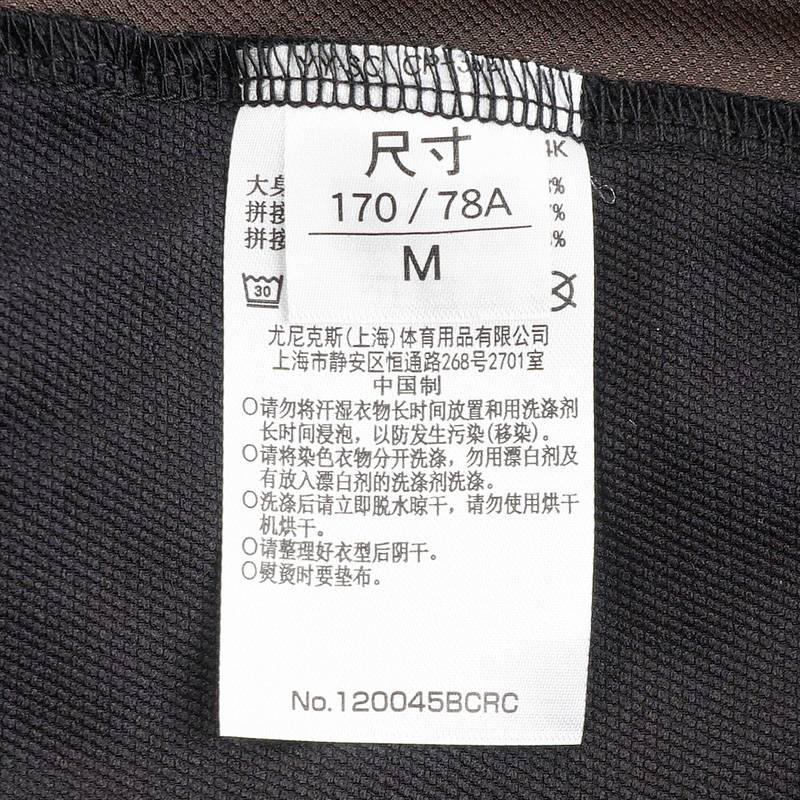 尺寸
170 / 78A
M
大身
拼接
拼接
%
%
%
30
尤尼克斯(上海)体育用品有限公司
上海市静安区恒通路268号2701室
中国制
○请勿将汗湿衣物长时间放置和用洗涤剂
长时间浸泡，以防发生污染(移染)。
○请将染色衣物分开洗涤，勿用漂白剂及
有放入漂白剂的洗涤剂洗涤。
○洗涤后请立即脱水晾干，请勿使用烘干
机烘干。
○请整理好衣型后阴干。
○熨烫时要垫布。
No.120045BCRC